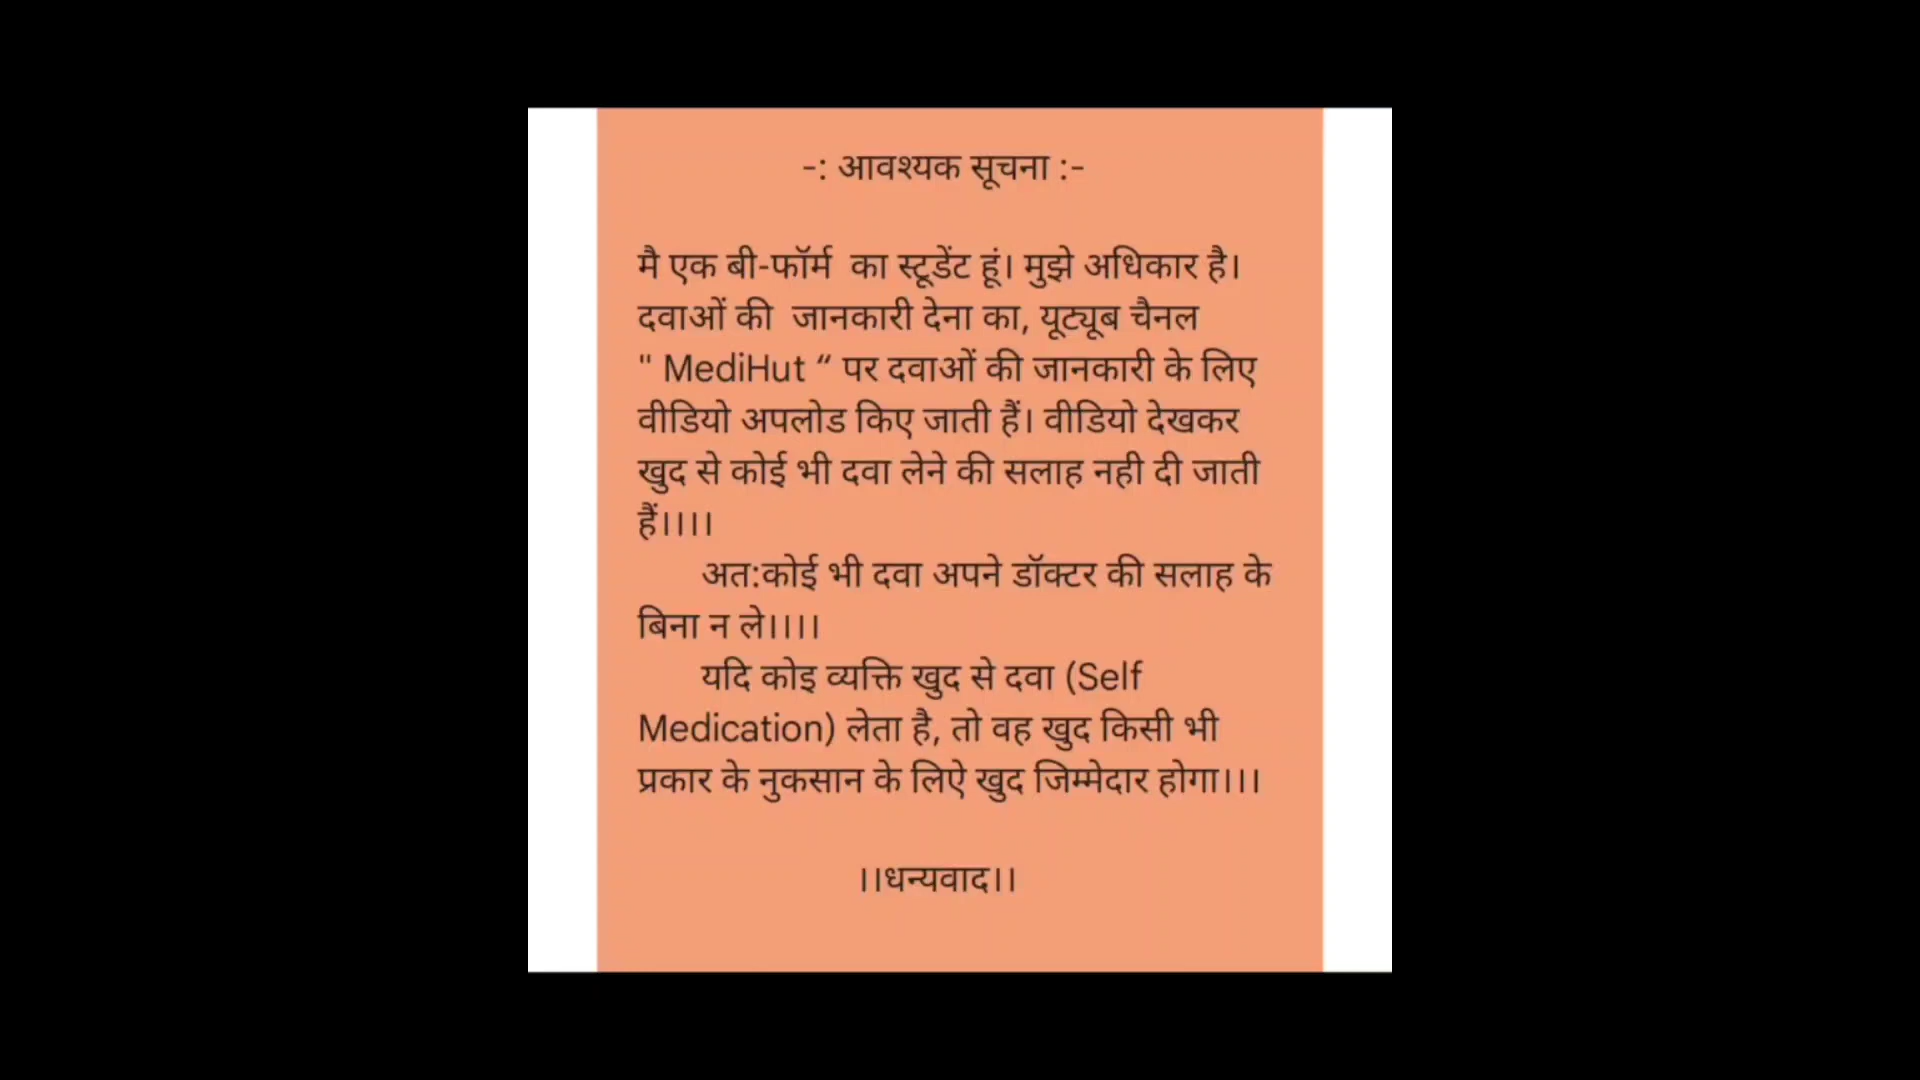 -: आवश्यक सूचना :-
मै एक बी-फॉर्म का स्टूडेंट हूं। मुझे अधिकार है।
दवाओं की जानकारी देना का, यूट्यूब चैनल
" MediHut “ पर दवाओं की जानकारी के लिए
वीडियो अपलोड किए जाती हैं। वीडियो देखकर
खुद से कोई भी दवा लेने की सलाह नही दी जाती
हैं।।।।
अत:कोई भी दवा अपने डॉक्टर की सलाह के
बिना न ले।।।।
यदि कोइ व्यक्ति खुद से दवा (Self
Medication) लेता है, तो वह खुद किसी भी
प्रकार के नुकसान के लिऐ खुद जिम्मेदार होगा।।।
।।धन्यवाद।।